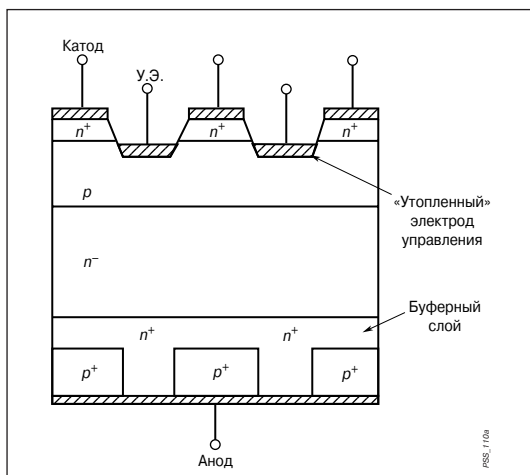 Катод
У.Э.
n+
n+
n+
p
«Утопленный»
электрод
управления
n–
Буферный
слой
n+
n+
p+
p+
p+
Анод
PSS_110a